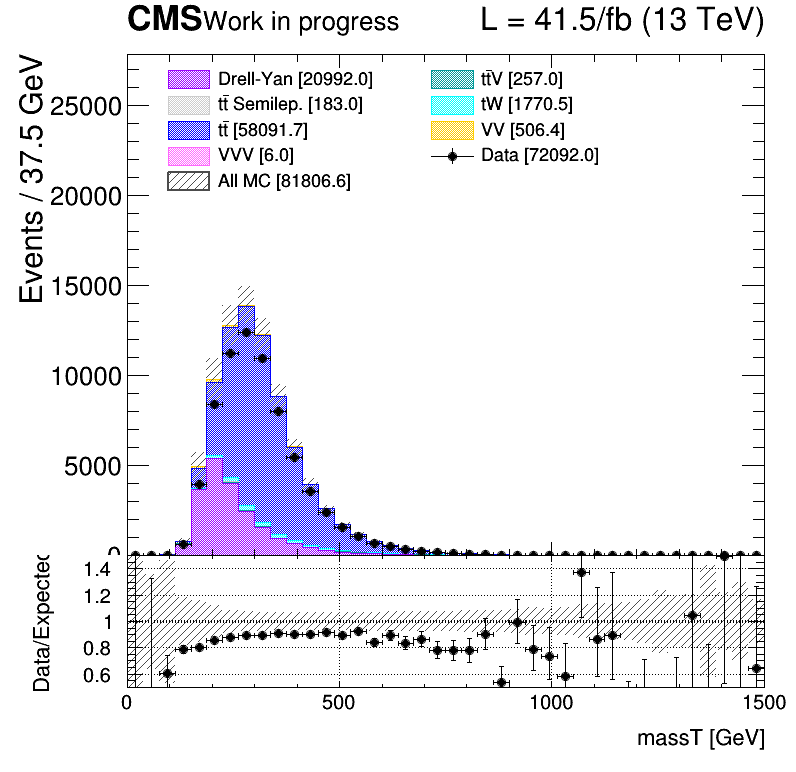 CMS Work in progress L = 41.5/fb (13 TeV)
Events / 37.5 GeV
25000
20000
15000
10000
5000
0
Drell-Yan [20992.0]
tt̄ Semilep. [183.0]
tt̄ [58091.7]
VVV [6.0]
All MC [81806.6]
tt̄V [257.0]
tW [1770.5]
VV [506.4]
Data [72092.0]
Data/Expected
1.4
1.2
1
0.8
0.6
0 500 1000 1500
massT [GeV]